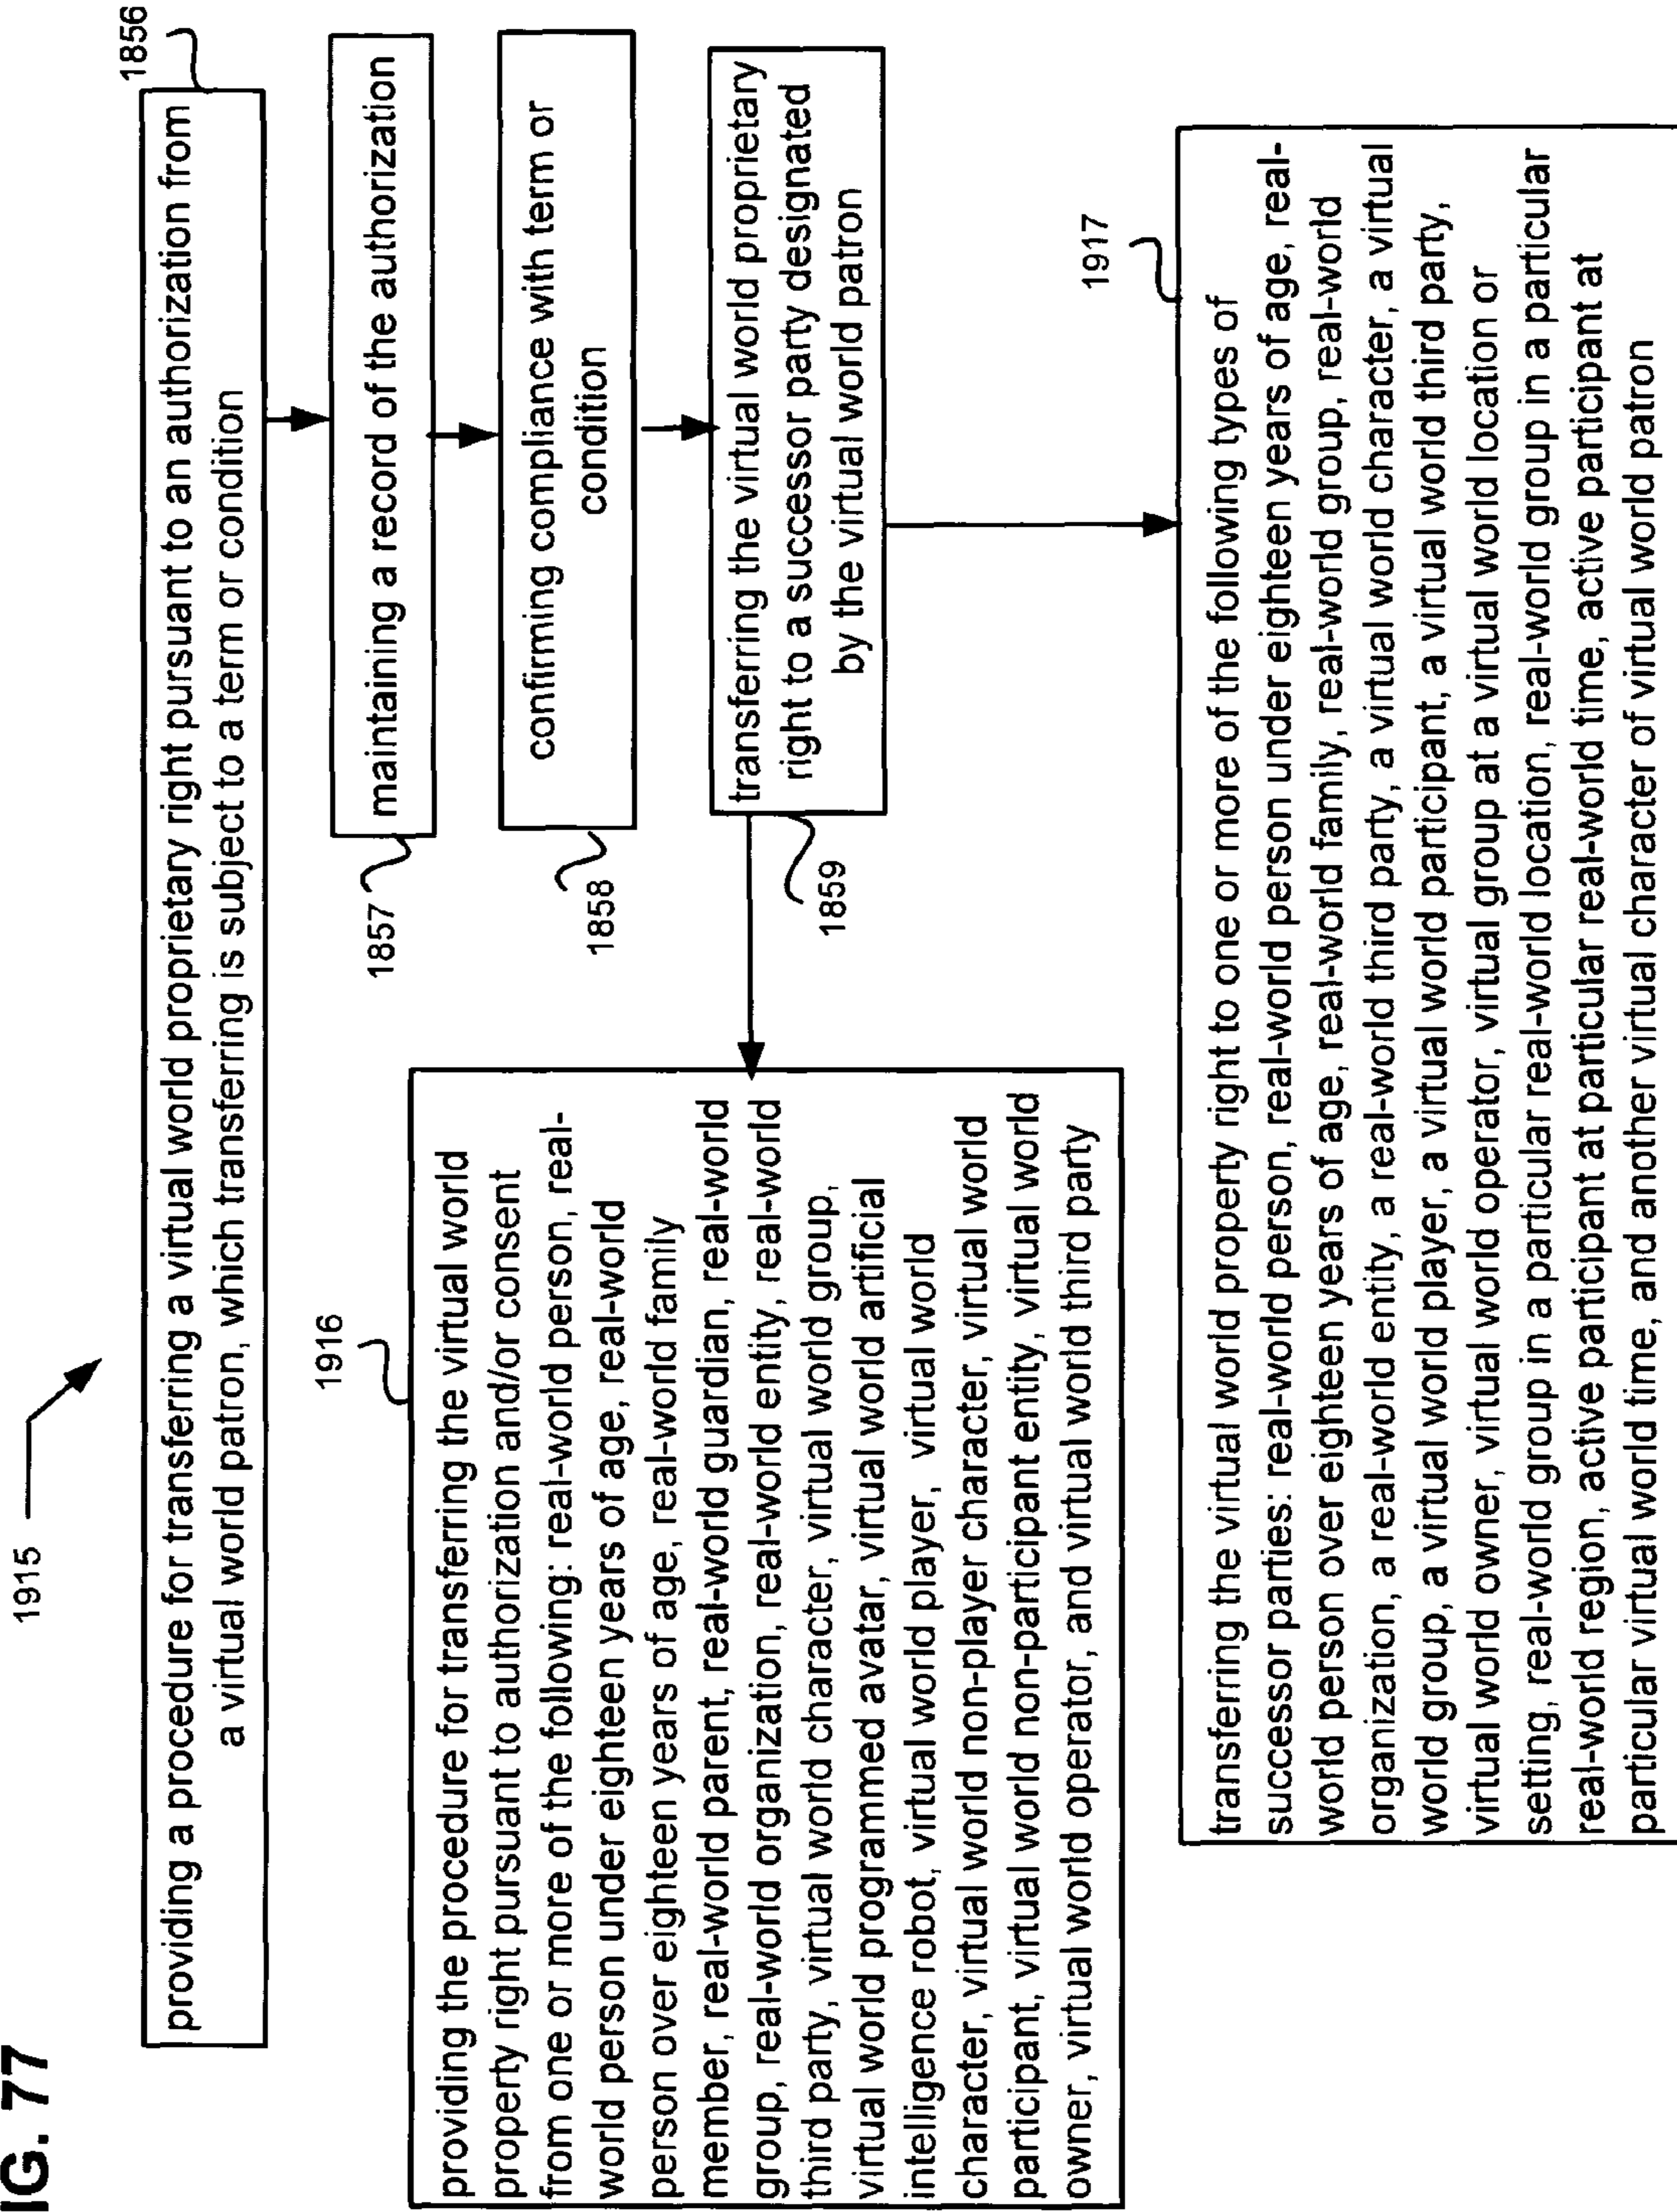 IG. 77
1915
1856
providing a procedure for transferring a virtual world proprietary right pursuant to an authorization from
a virtual world patron, which transferring is subject to a term or condition
1857
maintaining a record of the authorization
1858
confirming compliance with term or
condition
1859
transferring the virtual world proprietary
right to a successor party designated
by the virtual world patron
1916
providing the procedure for transferring the virtual world
property right pursuant to authorization and/or consent
from one or more of the following: real-world person, real-
world person under eighteen years of age, real-world
person over eighteen years of age, real-world family
member, real-world parent, real-world guardian, real-world
group, real-world organization, real-world entity, real-world
third party, virtual world character, virtual world group,
virtual world programmed avatar, virtual world artificial
intelligence robot, virtual world player, virtual world
character, virtual world non-player character, virtual world
participant, virtual world non-participant entity, virtual world
owner, virtual world operator, and virtual world third party
1917
transferring the virtual world property right to one or more of the following types of
successor parties: real-world person, real-world person under eighteen years of age, real-
world person over eighteen years of age, real-world family, real-world group, real-world
organization, a real-world entity, a real-world third party, a virtual world character, a virtual
world group, a virtual world player, a virtual world participant, a virtual world third party,
virtual world owner, virtual world operator, virtual group at a virtual world location or
setting, real-world group in a particular real-world location, real-world group in a particular
real-world region, active participant at particular real-world time, active participant at
particular virtual world time, and another virtual character of virtual world patron